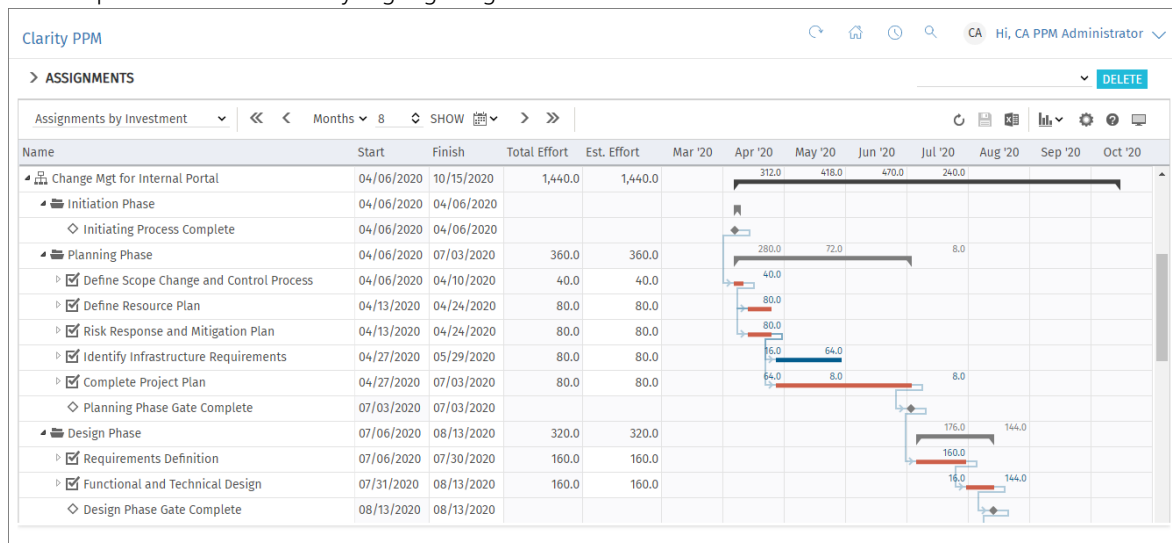 Clarity PPM CA Hi, CA PPM Administrator
ASSIGNMENTS DELETE
Assignments by Investment Months 8 SHOW
Name Start Finish Total Effort Est. Effort Mar '20 Apr '20 May '20 Jun '20 Jul '20 Aug '20 Sep '20 Oct '20
Change Mgt for Internal Portal 04/06/2020 10/15/2020 1,440.0 1,440.0 312.0 418.0 470.0 240.0
Initiation Phase 04/06/2020 04/06/2020
Initiating Process Complete 04/06/2020 04/06/2020
Planning Phase 04/06/2020 07/03/2020 360.0 360.0 280.0 72.0 8.0
Define Scope Change and Control Process 04/06/2020 04/10/2020 40.0 40.0 40.0
Define Resource Plan 04/13/2020 04/24/2020 80.0 80.0 80.0
Risk Response and Mitigation Plan 04/13/2020 04/24/2020 80.0 80.0 80.0
Identify Infrastructure Requirements 04/27/2020 05/29/2020 80.0 80.0 16.0 64.0
Complete Project Plan 04/27/2020 07/03/2020 80.0 80.0 64.0 8.0 8.0
Planning Phase Gate Complete 07/03/2020 07/03/2020
Design Phase 07/06/2020 08/13/2020 320.0 320.0 176.0 144.0
Requirements Definition 07/06/2020 07/30/2020 160.0 160.0 160.0
Functional and Technical Design 07/31/2020 08/13/2020 160.0 160.0 16.0 144.0
Design Phase Gate Complete 08/13/2020 08/13/2020